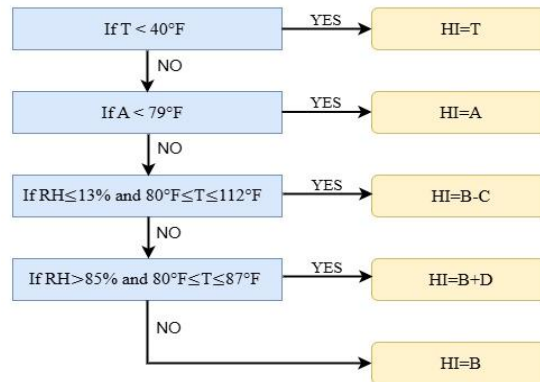 If T < 40°F
YES
HI=T
NO
If A < 79°F
YES
HI=A
NO
If RH≤13% and 80°F≤T≤112°F
YES
HI=B-C
NO
If RH>85% and 80°F≤T≤87°F
YES
HI=B+D
NO
HI=B